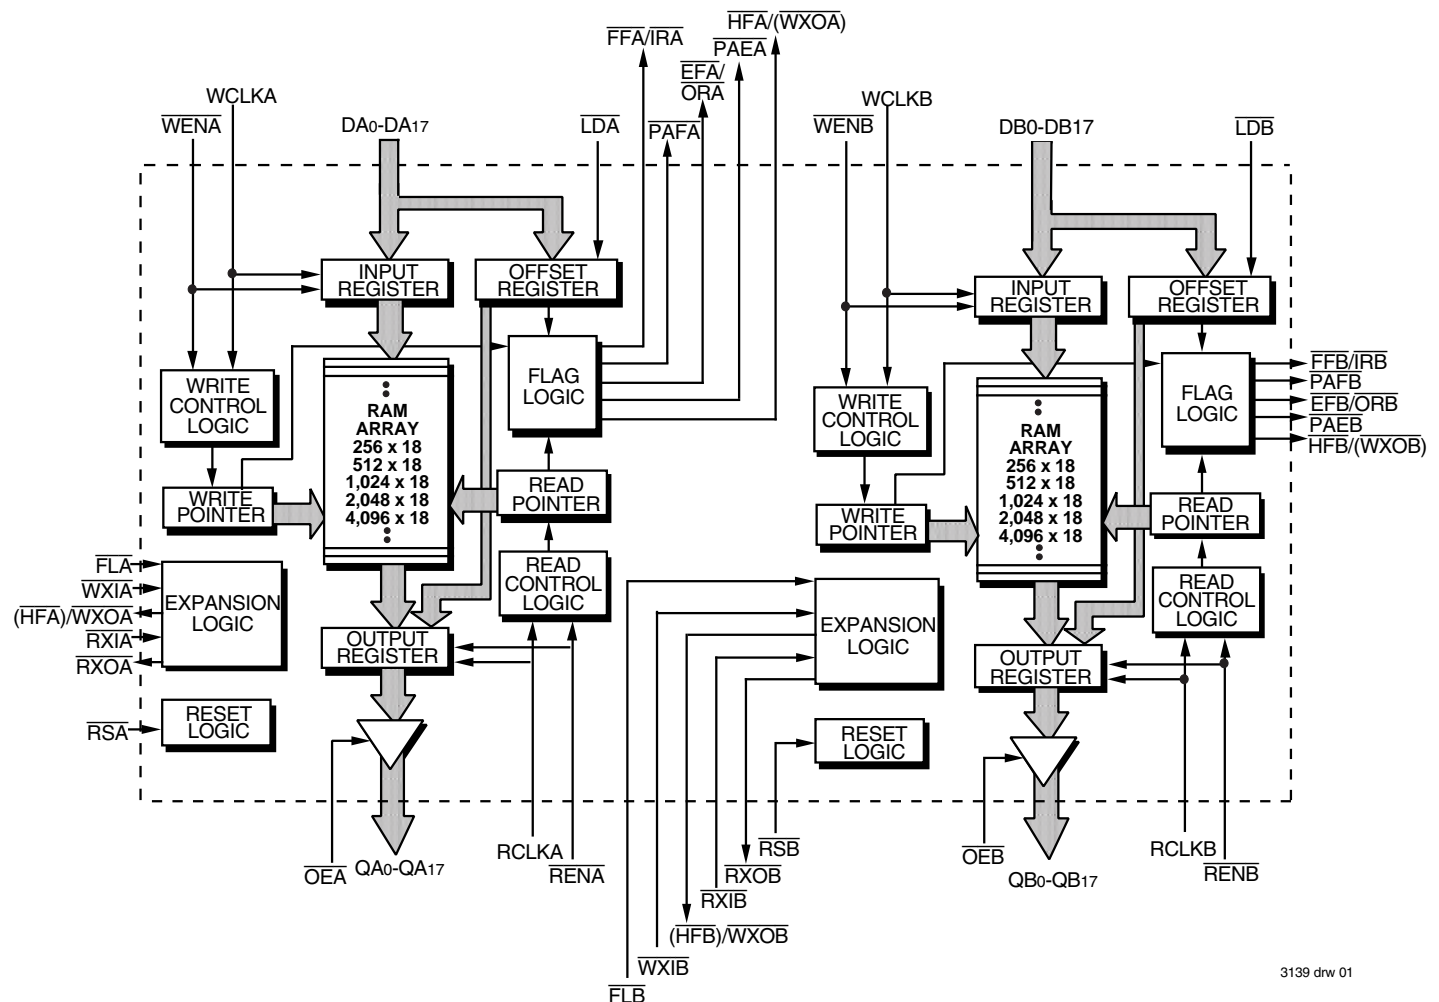 HFA/(WXOA)
FFA/IRA
PAEA
EFA/
ORA
WCLKA
WCLKB
WENA
DA0-DA17
LDA
PAFA
WENB
DB0-DB17
LDB
INPUT
REGISTER
OFFSET
REGISTER
INPUT
REGISTER
OFFSET
REGISTER
WRITE
CONTROL
LOGIC
RAM
ARRAY
256 x 18
512 x 18
1,024 x 18
2,048 x 18
4,096 x 18
FLAG
LOGIC
WRITE
CONTROL
LOGIC
RAM
ARRAY
256 x 18
512 x 18
1,024 x 18
2,048 x 18
4,096 x 18
FLAG
LOGIC
FFB/IRB
PAFB
EFB/ORB
PAEB
HFB/(WXOB)
WRITE
POINTER
READ
POINTER
WRITE
POINTER
READ
POINTER
FLA
WXIA
(HFA)/WXOA
RXIA
RXOA
EXPANSION
LOGIC
READ
CONTROL
LOGIC
EXPANSION
LOGIC
READ
CONTROL
LOGIC
OUTPUT
REGISTER
OUTPUT
REGISTER
RSA
RESET
LOGIC
RESET
LOGIC
OEA
QA0-QA17
RCLKA
RENA
RSB
RXOB
RXIB
(HFB)/WXOB
WXIB
FLB
OEB
QB0-QB17
RCLKB
RENB
3139 drw 01